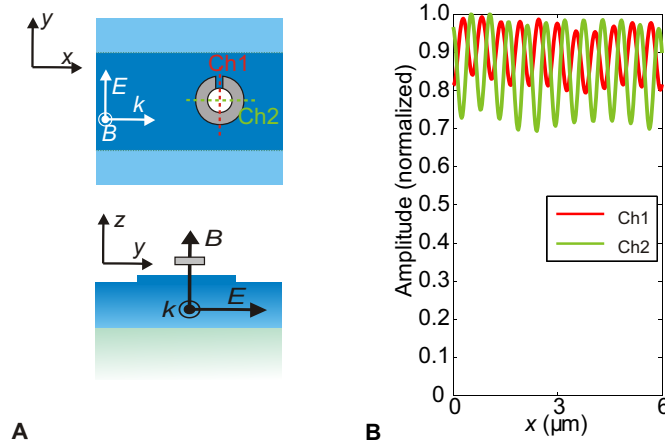 y
x
E
k
B
Ch1
Ch2
z
y
B
E
k
A
Amplitude (normalized)
1.0
0.9
0.8
0.7
0.6
0.5
0.4
0.3
0.2
0.1
0
Ch1
Ch2
0
3
6
x (μm)
B